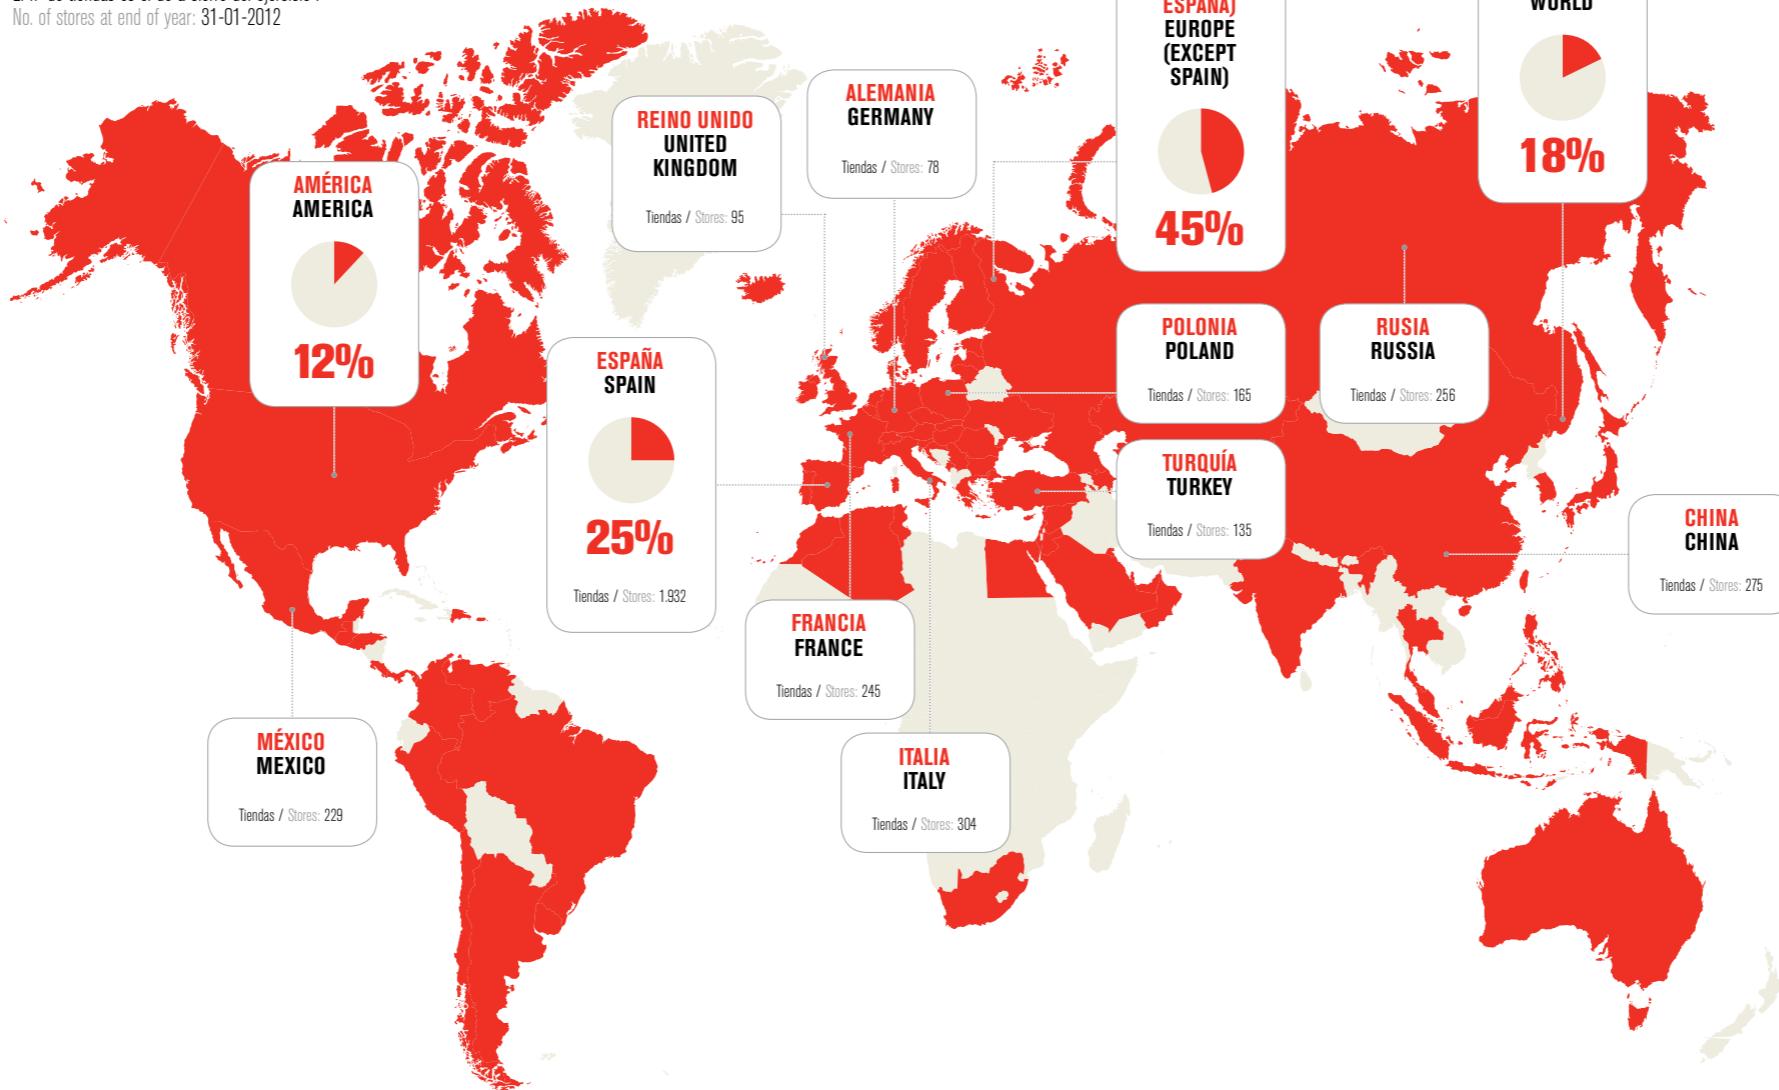 No. of stores at end of year: 31-01-2012
ESPAÑA)
EUROPE
(EXCEPT
SPAIN)
45%
WORLD
18%
ALEMANIA
GERMANY
Tiendas / Stores: 78
REINO UNIDO
UNITED
KINGDOM
Tiendas / Stores: 95
AMÉRICA
AMERICA
12%
ESPAÑA
SPAIN
25%
Tiendas / Stores: 1.932
POLONIA
POLAND
Tiendas / Stores: 165
RUSIA
RUSSIA
Tiendas / Stores: 256
TURQUÍA
TURKEY
Tiendas / Stores: 135
CHINA
CHINA
Tiendas / Stores: 275
FRANCIA
FRANCE
Tiendas / Stores: 245
MÉXICO
MEXICO
Tiendas / Stores: 229
ITALIA
ITALY
Tiendas / Stores: 304